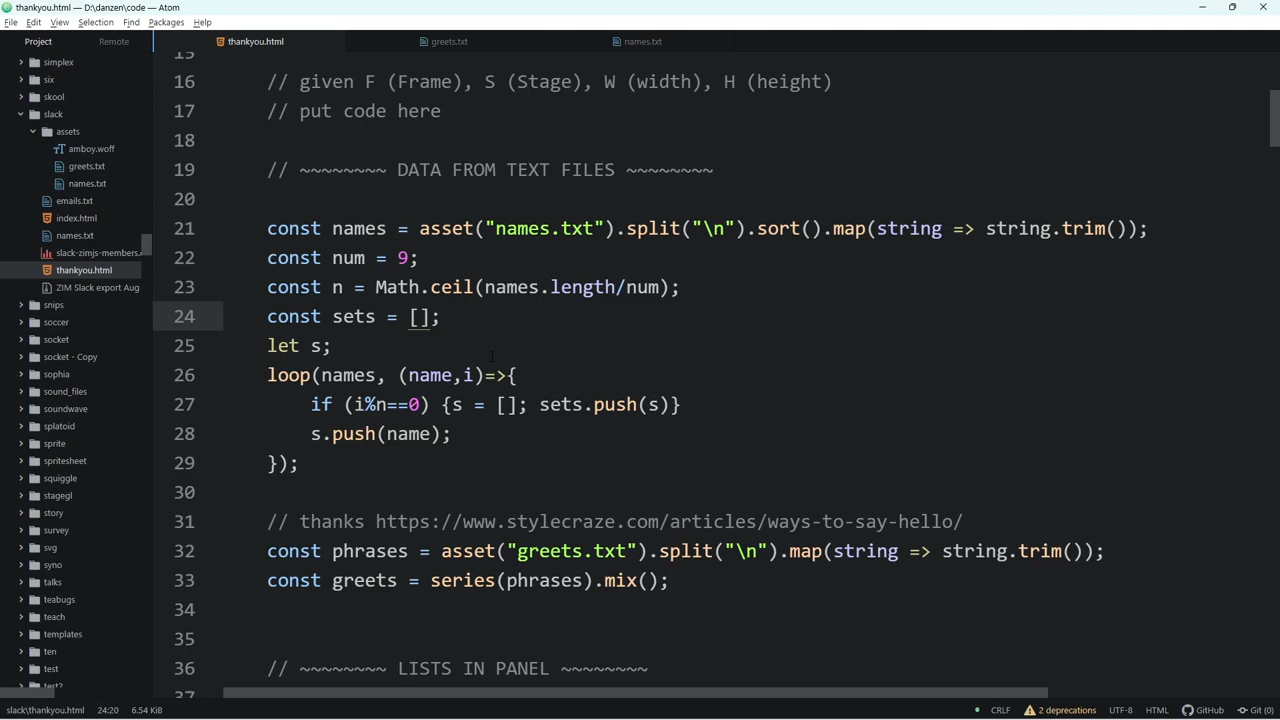 thankyou.html — D:\danzen\code — Atom
File Edit View Selection Find Packages Help
Project Remote
thankyou.html greets.txt names.txt
simplex
six
skool
slack
assets
amboy.woff
greets.txt
names.txt
emails.txt
index.html
names.txt
slack-zimjs-members.
thankyou.html
ZIM Slack export Aug
snips
soccer
socket
socket - Copy
sophia
sound_files
soundwave
splatoid
sprite
spritesheet
squiggle
stagegl
story
survey
svg
syno
talks
teabugs
teach
templates
ten
test
test2
15
16 // given F (Frame), S (Stage), W (width), H (height)
17 // put code here
18
19 // ~~~~~~~~ DATA FROM TEXT FILES ~~~~~~~~
20
21 const names = asset("names.txt").split("\n").sort().map(string => string.trim());
22 const num = 9;
23 const n = Math.ceil(names.length/num);
24 const sets = [];
25 let s;
26 loop(names, (name,i)=>{
27 if (i%n==0) {s = []; sets.push(s)}
28 s.push(name);
29 });
30
31 // thanks https://www.stylecraze.com/articles/ways-to-say-hello/
32 const phrases = asset("greets.txt").split("\n").map(string => string.trim());
33 const greets = series(phrases).mix();
34
35
36 // ~~~~~~~~ LISTS IN PANEL ~~~~~~~~
37
slack\thankyou.html 24:20 6.54 KiB CRLF 2 deprecations UTF-8 HTML GitHub Git (0)